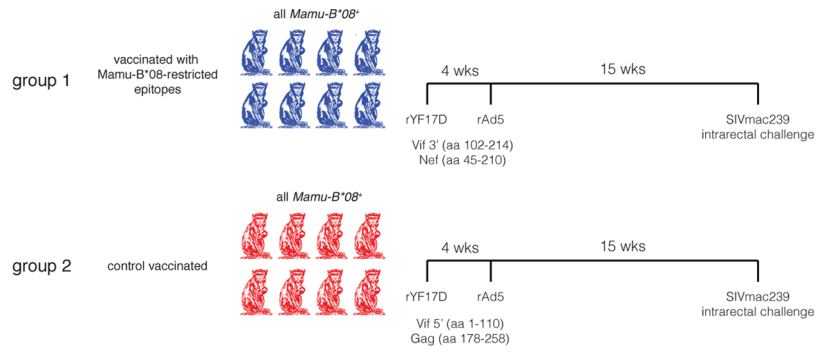 all Mamu-B*08+
group 1
vaccinated with
Mamu-B*08-restricted
epitopes
4 wks
15 wks
rYF17D
rAd5
SIVmac239
intrarectal challenge
Vif 3' (aa 102-214)
Nef (aa 45-210)
all Mamu-B*08+
group 2
control vaccinated
4 wks
15 wks
rYF17D
rAd5
SIVmac239
intrarectal challenge
Vif 5' (aa 1-110)
Gag (aa 178-258)